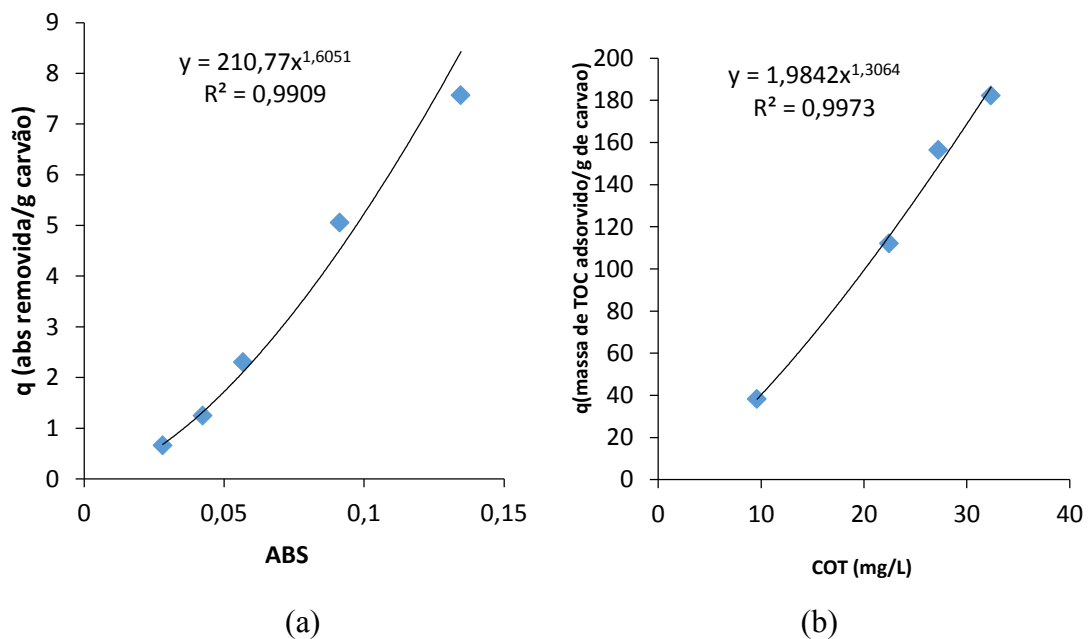 q (abs removida/g carvão)
9
8
7
6
5
4
3
2
1
0
y = 210,77x^1,6051
R² = 0,9909
0 0,05 0,1 0,15
ABS
(a)
q(massa de TOC adsorvido/g de carvao)
200
180
160
140
120
100
80
60
40
20
0
y = 1,9842x^1,3064
R² = 0,9973
0 10 20 30 40
COT (mg/L)
(b)